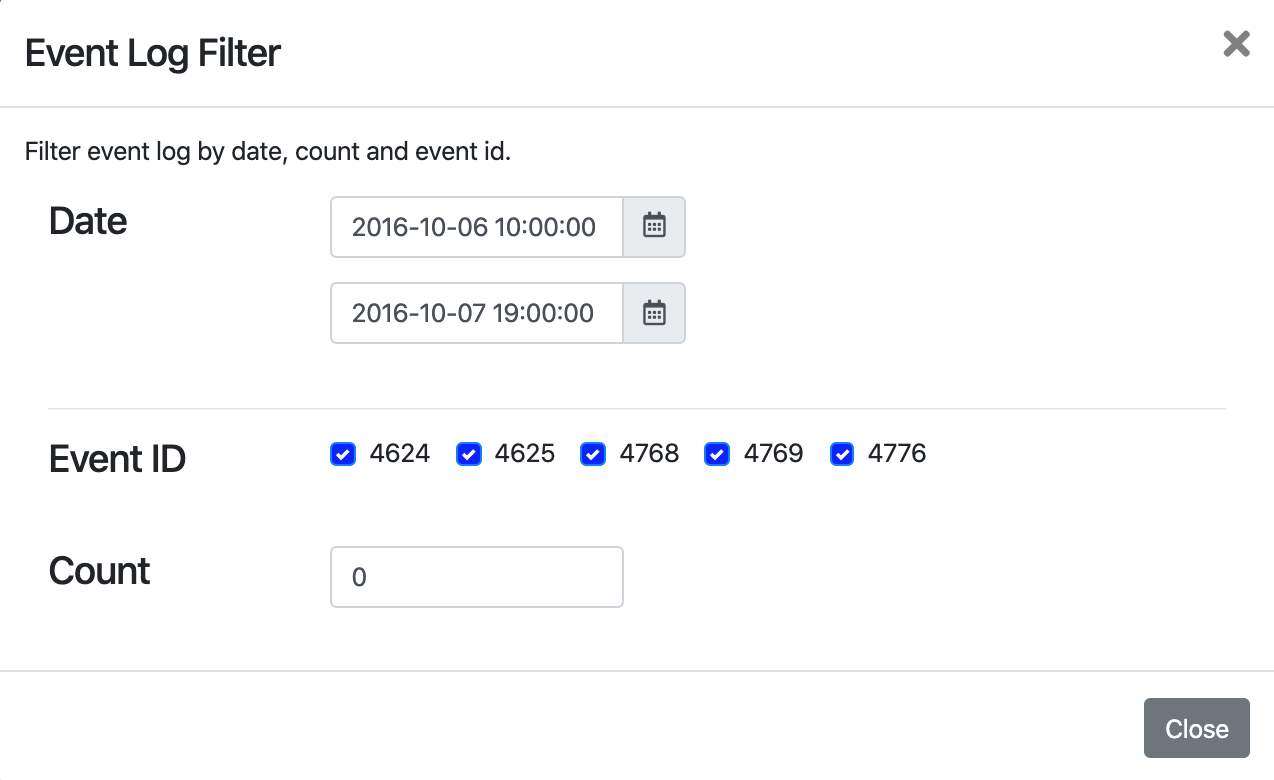 Event Log Filter
Filter event log by date, count and event id.
Date
2016-10-06 10:00:00
2016-10-07 19:00:00
Event ID 4624 4625 4768 4769 4776
Count 0
Close